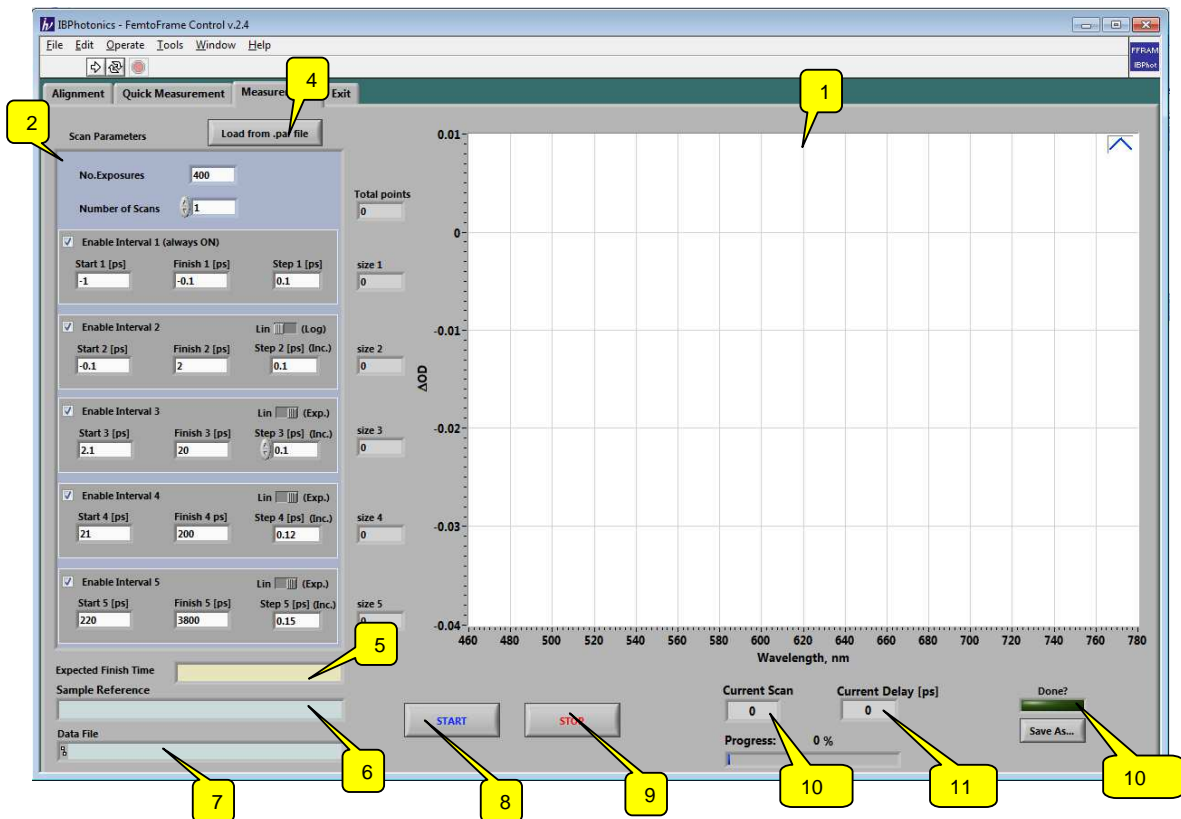 IBPhotonics - FemtoFrame Control v.2.4
File Edit Operate Tools Window Help
FFRAM
IBPhot
Alignment Quick Measurement Exit
4
1
2
Scan Parameters
Load from .par file
No.Exposures 400
Number of Scans 1
Total points
0
Enable Interval 1 (always ON)
Start 1 [ps] Finish 1 [ps] Step 1 [ps]
-1 -0.1 0.1
size 1
0
Enable Interval 2 Lin (Log)
Start 2 [ps] Finish 2 [ps] Step 2 [ps] (Inc.)
-0.1 2 0.1
size 2
0
Enable Interval 3 Lin (Exp.)
Start 3 [ps] Finish 3 [ps] Step 3 [ps] (Inc.)
2.1 20 0.1
size 3
0
Enable Interval 4 Lin (Exp.)
Start 4 [ps] Finish 4 ps] Step 4 [ps] (Inc.)
21 200 0.12
size 4
0
Enable Interval 5 Lin (Exp.)
Start 5 [ps] Finish 5 [ps] Step 5 [ps] (Inc.)
220 3800 0.15
size 5
0.01
0
-0.01
-0.02
-0.03
-0.04
ΔOD
460 480 500 520 540 560 580 600 620 640 660 680 700 720 740 760 780
Wavelength, nm
5
Expected Finish Time
Sample Reference
Data File
6
7
START
STOP
8
9
Current Scan
0
Current Delay [ps]
0
Progress: 0 %
Done?
Save As...
10
11
10